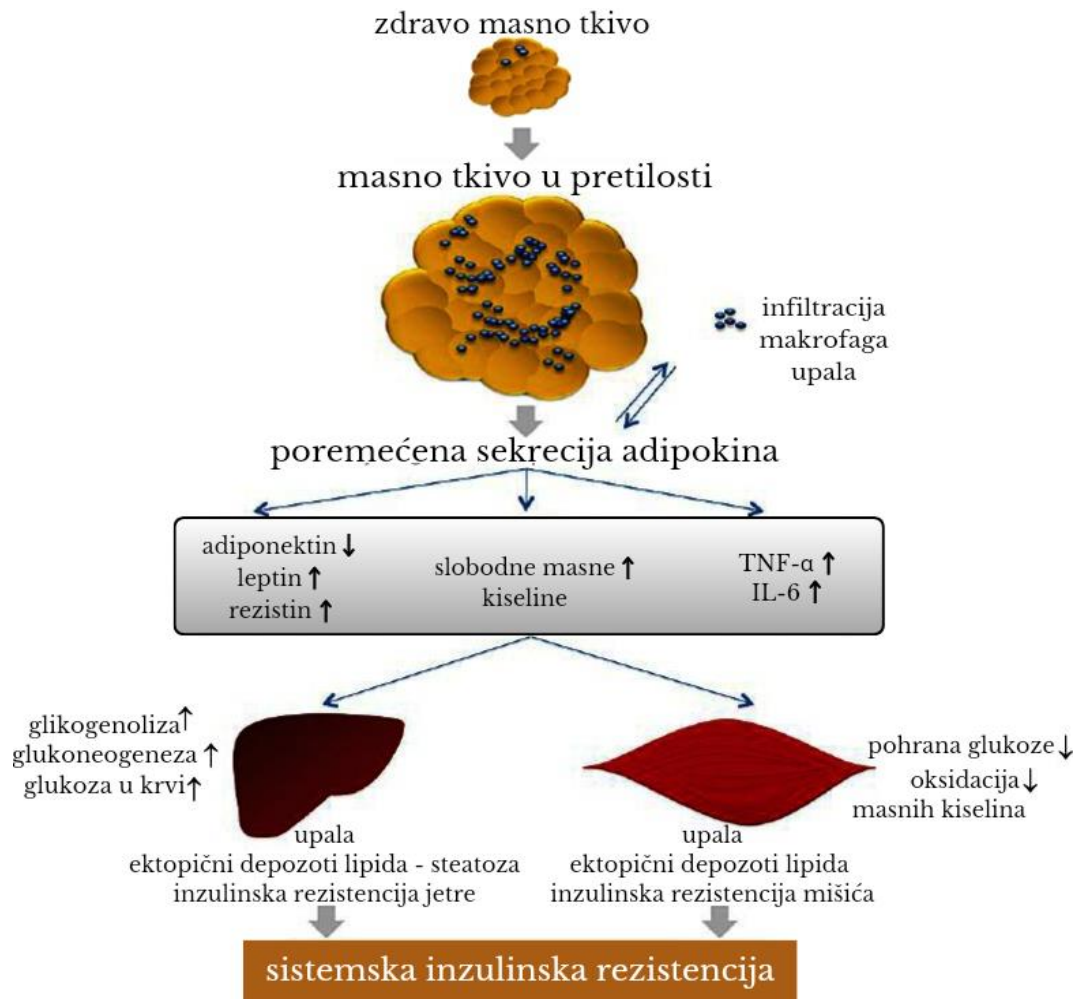 zdravo masno tkivo
masno tkivo u pretilosti
infiltracija
makrofaga
upala
poremećena sekrecija adipokina
adiponektin ↓
leptin ↑
rezistin ↑
slobodne masne ↑
kiseline
TNF-α ↑
IL-6 ↑
glikogenoliza ↑
glukoneogeneza ↑
glukoza u krvi ↑
upala
ektopični depozoti lipida - steatoza
inzulinska rezistencija jetre
pohrana glukoze ↓
oksidacija ↓
masnih kiselina
upala
ektopični depozoti lipida
inzulinska rezistencija mišića
sistemska inzulinska rezistencija